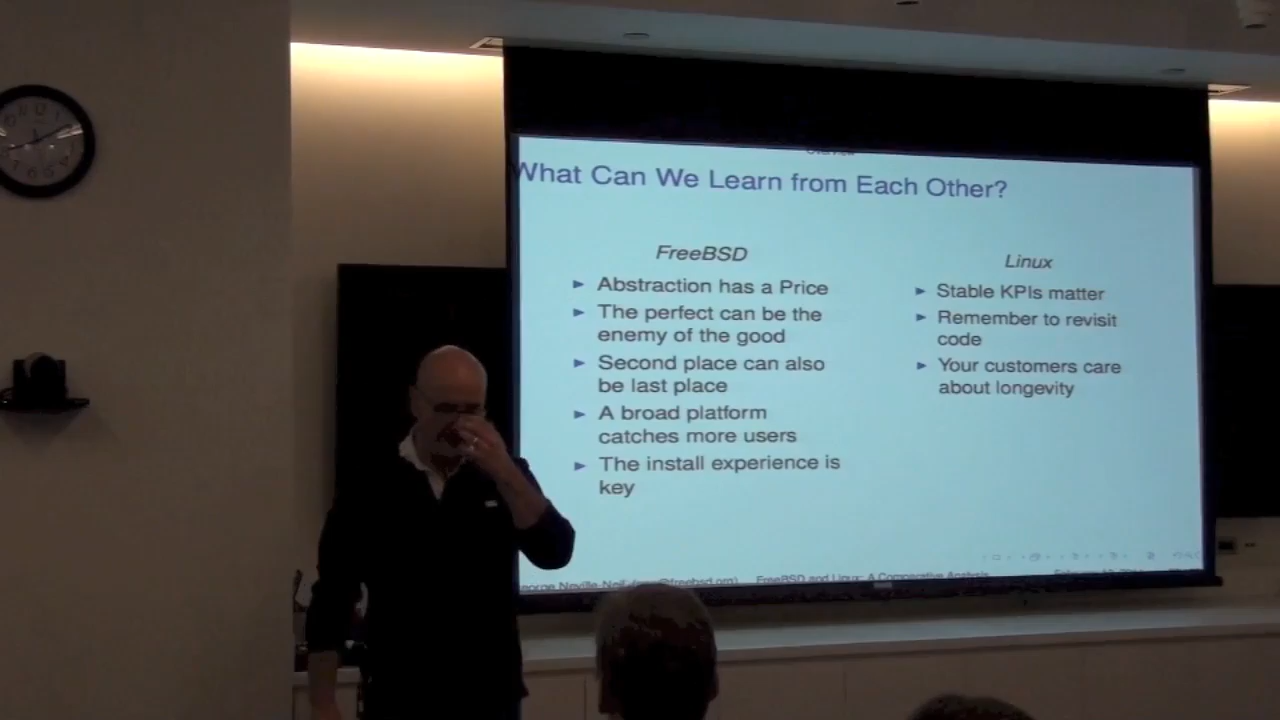 What Can We Learn from Each Other?
FreeBSD
Abstraction has a Price
The perfect can be the
enemy of the good
Second place can also
be last place
A broad platform
catches more users
The install experience is
key
Linux
Stable KPIs matter
Remember to revisit
code
Your customers care
about longevity
Neville-Neil FreeBSD and Linux: A Comparative Analysis